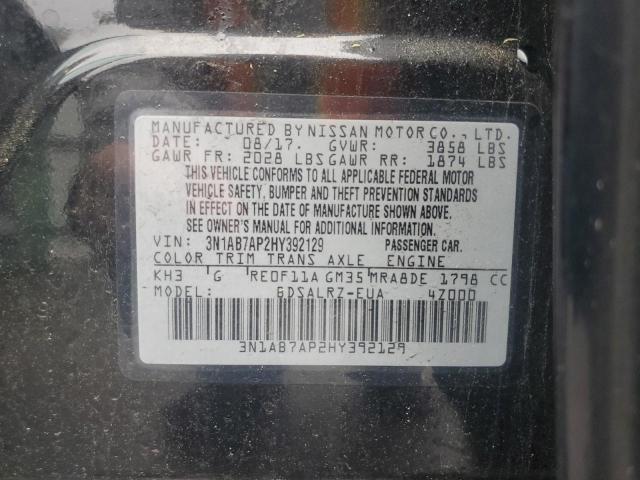 MANUFACTURED BY NISSAN MOTOR CO., LTD.
DATE: 08/17. GVWR: 3858 LBS
GAWR FR: 2028 LBS GAWR RR: 1874 LBS
THIS VEHICLE CONFORMS TO ALL APPLICABLE FEDERAL MOTOR
VEHICLE SAFETY, BUMPER AND THEFT PREVENTION STANDARDS
IN EFFECT ON THE DATE OF MANUFACTURE SHOWN ABOVE.
SEE OWNER'S MANUAL FOR ADDITIONAL INFORMATION.
VIN: 3N1AB7AP2HY392129 PASSENGER CAR.
COLOR TRIM TRANS AXLE ENGINE
KH3 G RE0F11A GM35 MRA8DE 1798 CC
GDSALRZ-EUA 4Z000
3N1AB7AP2HY392129